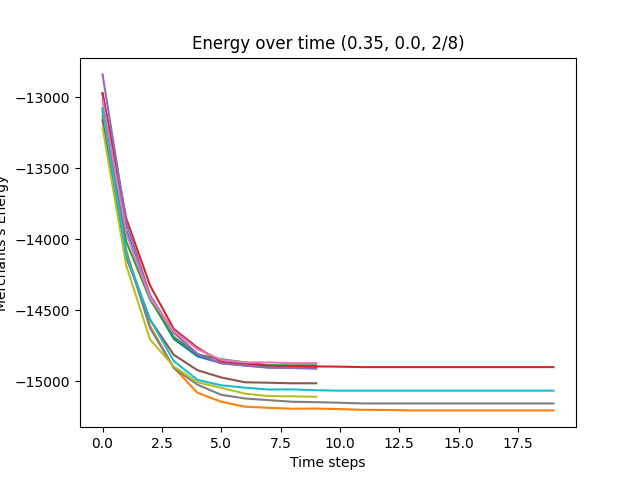 Energy over time (0.35, 0.0, 2/8)
Merchants's Energy
−13000
−13500
−14000
−14500
−15000
0.0 2.5 5.0 7.5 10.0 12.5 15.0 17.5
Time steps